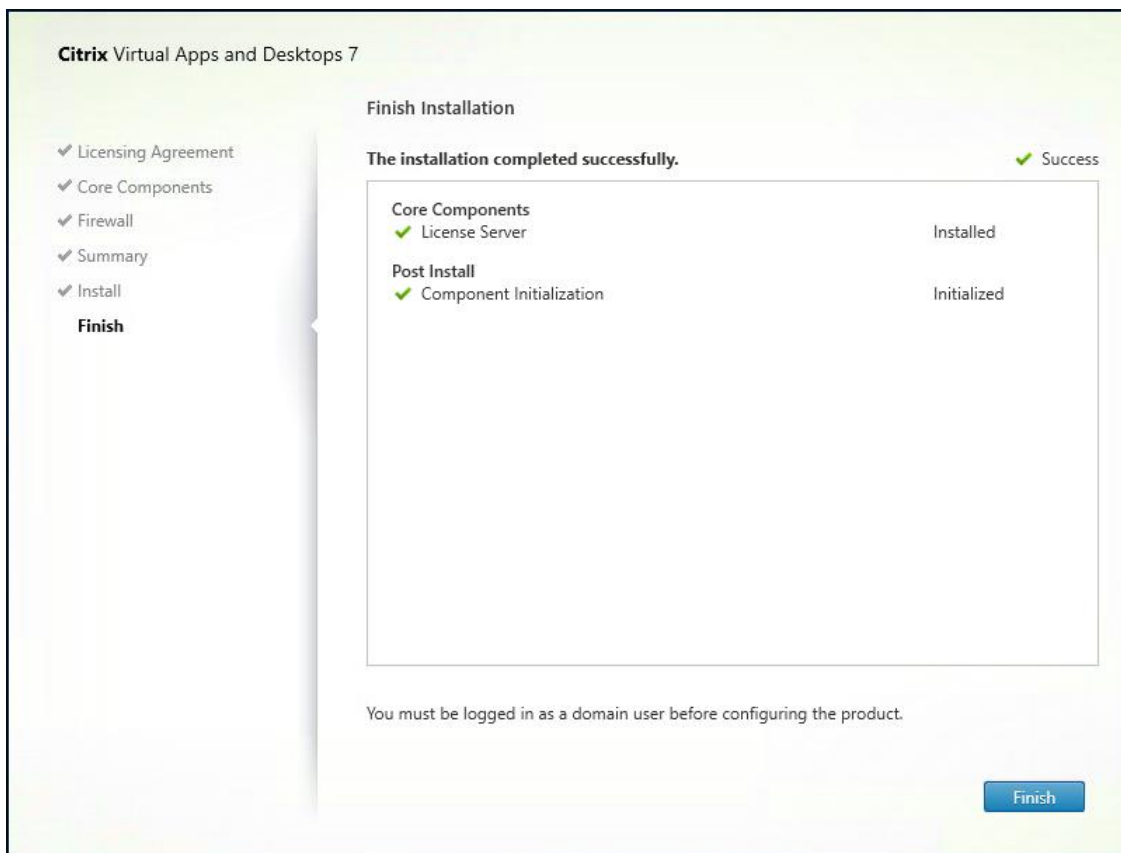 Citrix Virtual Apps and Desktops 7
Licensing Agreement
Core Components
Firewall
Summary
Install
Finish
Finish Installation
The installation completed successfully.
Success
Core Components
License Server Installed
Post Install
Component Initialization Initialized
You must be logged in as a domain user before configuring the product.
Finish